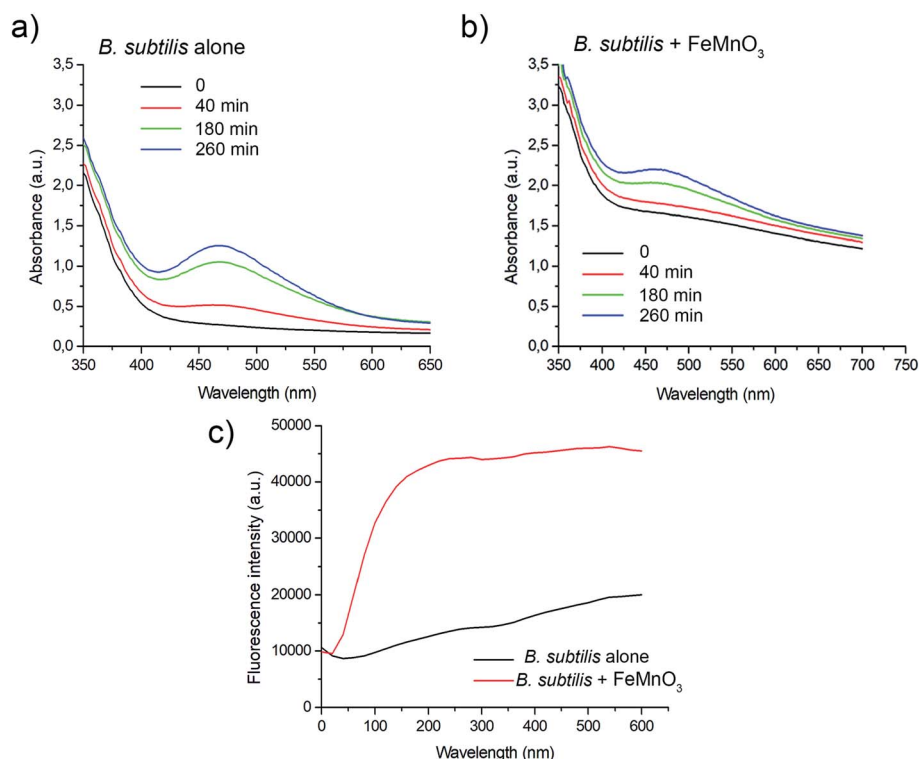 a)
B. subtilis alone
3,5
3,0
2,5
2,0
1,5
1,0
0,5
0,0
Absorbance (a.u.)
0
40 min
180 min
260 min
350 400 450 500 550 600 650
Wavelength (nm)
b)
B. subtilis + FeMnO₃
3,5
3,0
2,5
2,0
1,5
1,0
0,5
0,0
Absorbance (a.u.)
0
40 min
180 min
260 min
350 400 450 500 550 600 650 700 750
Wavelength (nm)
c)
50000
40000
30000
20000
10000
0
Fluorescence intensity (a.u.)
B. subtilis alone
B. subtilis + FeMnO₃
0 100 200 300 400 500 600
Wavelength (nm)